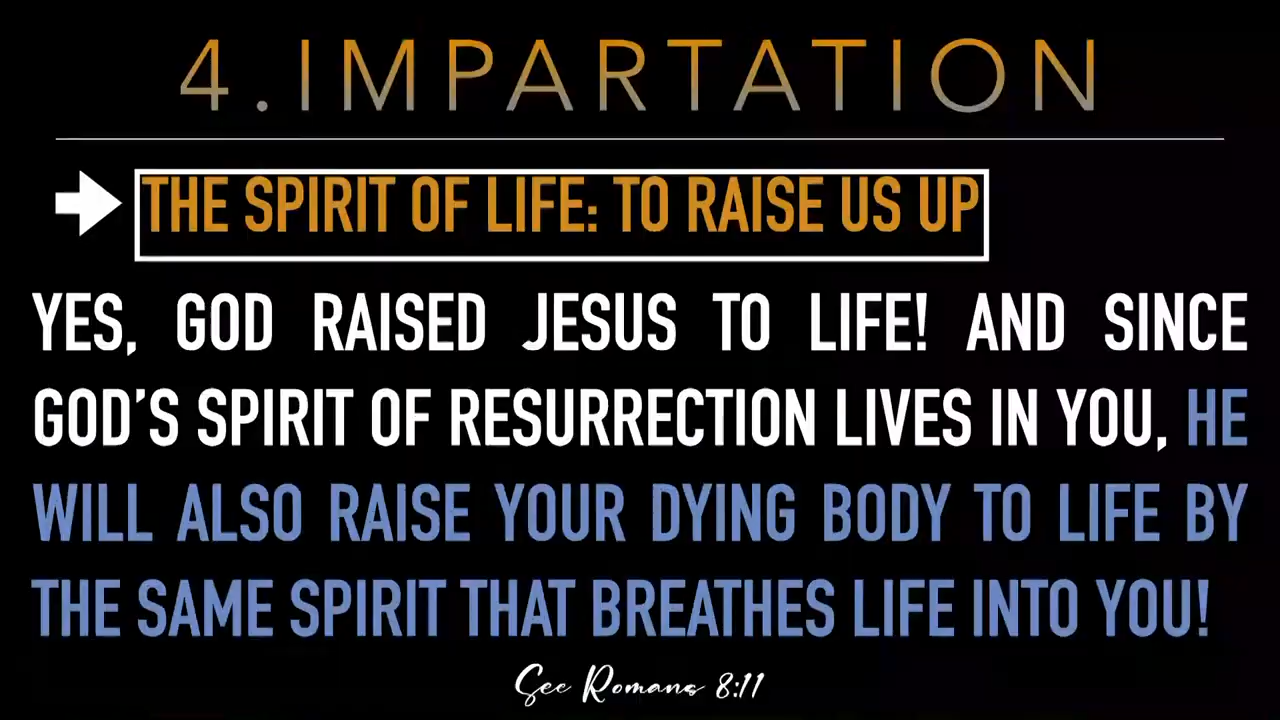 4.IMPARTATION
THE SPIRIT OF LIFE: TO RAISE US UP
YES, GOD RAISED JESUS TO LIFE! AND SINCE
GOD’S SPIRIT OF RESURRECTION LIVES IN YOU, HE
WILL ALSO RAISE YOUR DYING BODY TO LIFE BY
THE SAME SPIRIT THAT BREATHES LIFE INTO YOU!
See Romans 8:11